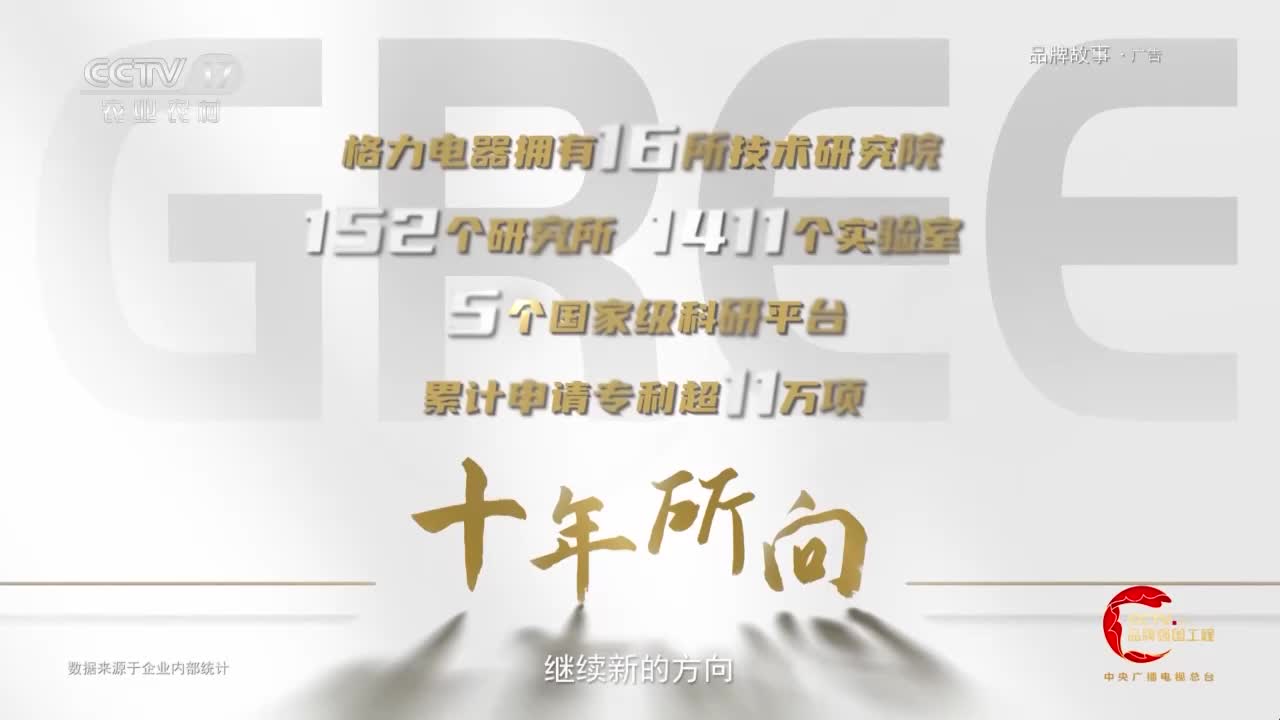 CCTV 17
农业农村
品牌故事·广告
GREE
格力电器拥有16所技术研究院
152个研究所 1411个实验室
5个国家级科研平台
累计申请专利超11万项
十年所向
继续新的方向
数据来源于企业内部统计
品牌强国工程
中央广播电视总台